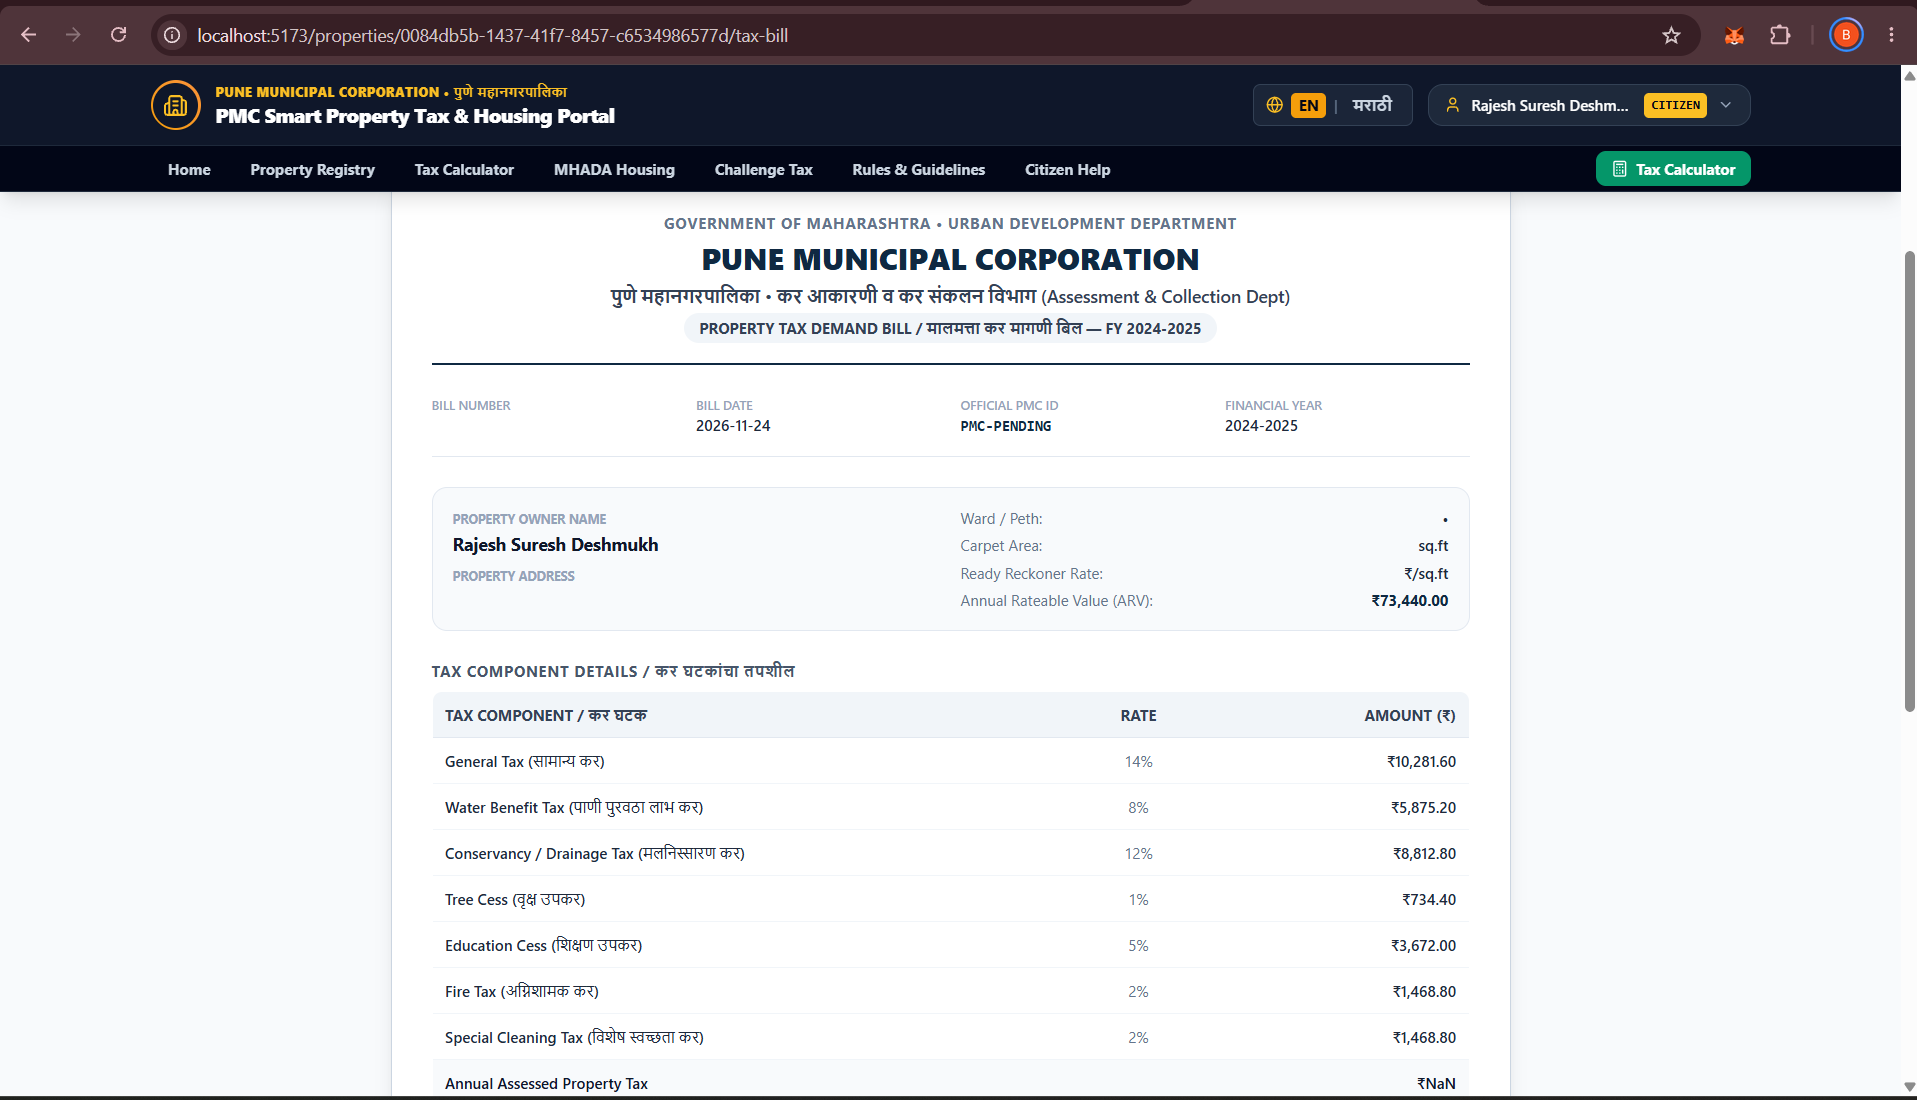 localhost:5173/properties/0084db5b-1437-41f7-8457-c6534986577d/tax-bill
B
PUNE MUNICIPAL CORPORATION • पुणे महानगरपालिका
PMC Smart Property Tax & Housing Portal
EN | मराठी
Rajesh Suresh Deshm... CITIZEN
Home Property Registry Tax Calculator MHADA Housing Challenge Tax Rules & Guidelines Citizen Help Tax Calculator
GOVERNMENT OF MAHARASHTRA • URBAN DEVELOPMENT DEPARTMENT
PUNE MUNICIPAL CORPORATION
पुणे महानगरपालिका • कर आकारणी व कर संकलन विभाग (Assessment & Collection Dept)
PROPERTY TAX DEMAND BILL / मालमत्ता कर मागणी बिल — FY 2024-2025
BILL NUMBER BILL DATE OFFICIAL PMC ID FINANCIAL YEAR
2026-11-24 PMC-PENDING 2024-2025
PROPERTY OWNER NAME
Rajesh Suresh Deshmukh
PROPERTY ADDRESS
Ward / Peth: •
Carpet Area: sq.ft
Ready Reckoner Rate: ₹/sq.ft
Annual Rateable Value (ARV): ₹73,440.00
TAX COMPONENT DETAILS / कर घटकांचा तपशील
TAX COMPONENT / कर घटक RATE AMOUNT (₹)
General Tax (सामान्य कर) 14% ₹10,281.60
Water Benefit Tax (पाणी पुरवठा लाभ कर) 8% ₹5,875.20
Conservancy / Drainage Tax (मलनिस्सारण कर) 12% ₹8,812.80
Tree Cess (वृक्ष उपकर) 1% ₹734.40
Education Cess (शिक्षण उपकर) 5% ₹3,672.00
Fire Tax (अग्निशामक कर) 2% ₹1,468.80
Special Cleaning Tax (विशेष स्वच्छता कर) 2% ₹1,468.80
Annual Assessed Property Tax ₹NaN